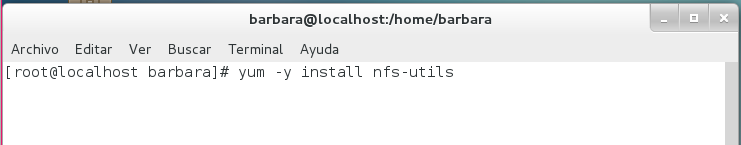 barbara@localhost:/home/barbara
Archivo Editar Ver Buscar Terminal Ayuda
[root@localhost barbara]# yum -y install nfs-utils